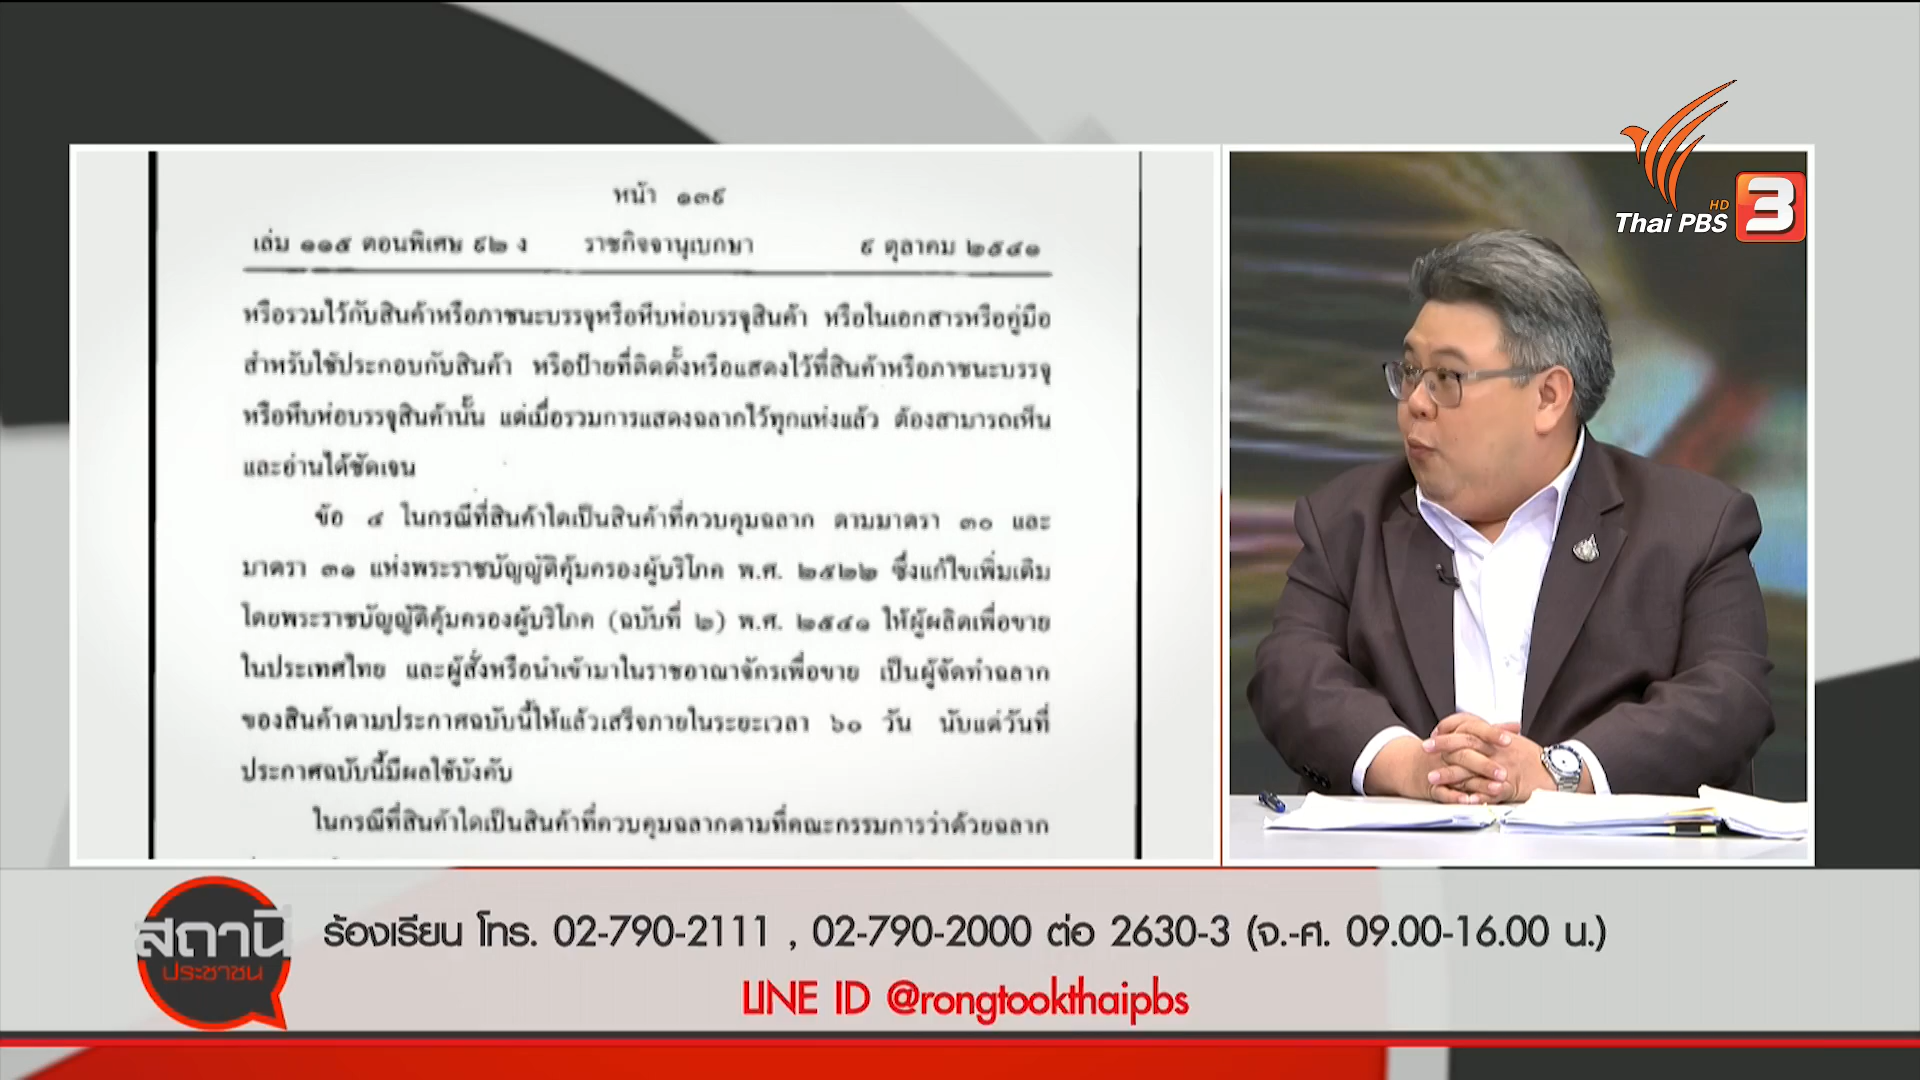 หน้า ๑๓๙
เล่ม ๑๑๕ ตอนพิเศษ ๙๒ ง ราชกิจจานุเบกษา ๙ ตุลาคม ๒๕๔๑
หรือรวมไว้กับสินค้าหรือภาชนะบรรจุหรือหีบห่อบรรจุสินค้า หรือในเอกสารหรือคู่มือ
สำหรับใช้ประกอบกับสินค้า หรือป้ายที่ติดตั้งหรือแสดงไว้ที่สินค้าหรือภาชนะบรรจุ
หรือหีบห่อบรรจุสินค้านั้น แต่เมื่อรวมการแสดงฉลากไว้ทุกแห่งแล้ว ต้องสามารถเห็น
และอ่านได้ชัดเจน
ข้อ ๔ ในกรณีที่สินค้าใดเป็นสินค้าที่ควบคุมฉลาก ตามมาตรา ๓๐ และ
มาตรา ๓๑ แห่งพระราชบัญญัติคุ้มครองผู้บริโภค พ.ศ. ๒๕๒๒ ซึ่งแก้ไขเพิ่มเติม
โดยพระราชบัญญัติคุ้มครองผู้บริโภค (ฉบับที่ ๒) พ.ศ. ๒๕๔๑ ให้ผู้ผลิตเพื่อขาย
ในประเทศไทย และผู้สั่งหรือนำเข้ามาในราชอาณาจักรเพื่อขาย เป็นผู้จัดทำฉลาก
ของสินค้าตามประกาศฉบับนี้ให้แล้วเสร็จภายในระยะเวลา ๖๐ วัน นับแต่วันที่
ประกาศฉบับนี้มีผลใช้บังคับ
ในกรณีที่สินค้าใดเป็นสินค้าที่ควบคุมฉลากตามที่คณะกรรมการว่าด้วยฉลาก
HD
Thai PBS 3
สถานี
ประชาชน
ร้องเรียน โทร. 02-790-2111 , 02-790-2000 ต่อ 2630-3 (จ.-ศ. 09.00-16.00 น.)
LINE ID @rongtookthaipbs